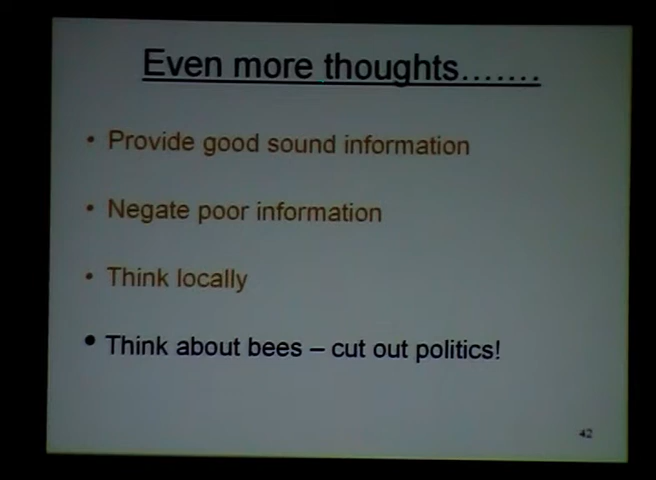 Even more thoughts.......
• Provide good sound information
• Negate poor information
• Think locally
• Think about bees – cut out politics!
42